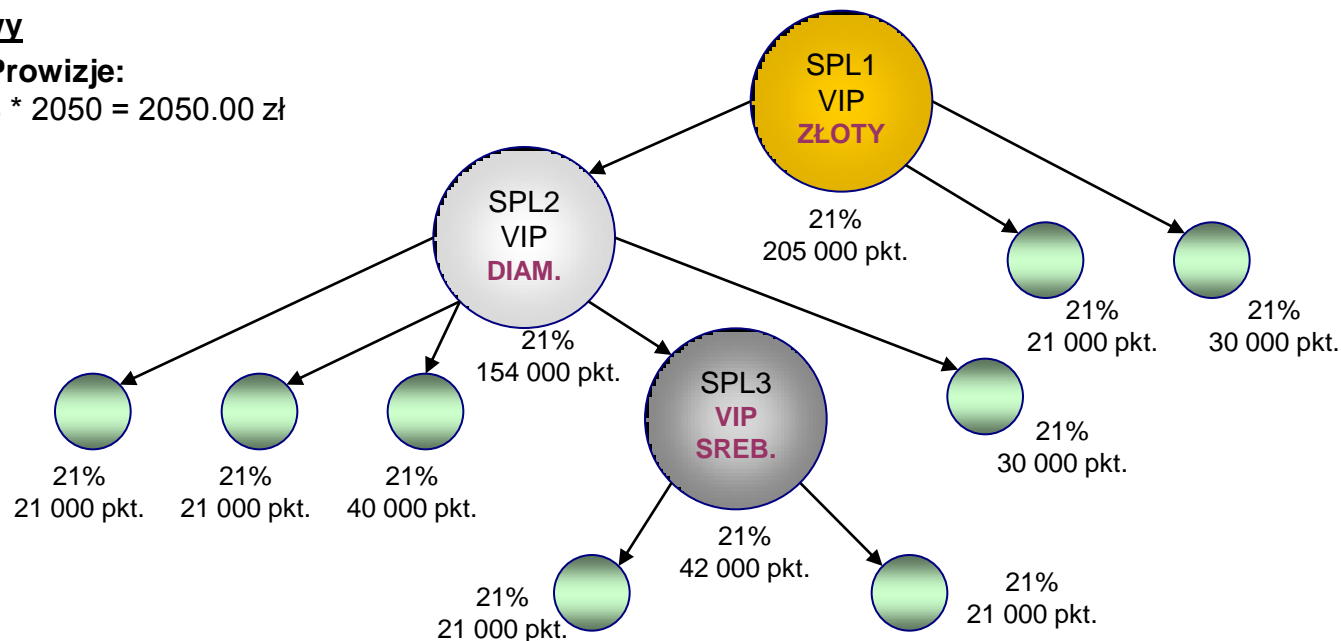 Prowizje:
* 2050 = 2050.00 zł
SPL1
VIP
ZŁOTY
21%
205 000 pkt.
21%
21 000 pkt.
21%
30 000 pkt.
SPL2
VIP
DIAM.
21%
154 000 pkt.
21%
21 000 pkt.
21%
21 000 pkt.
21%
40 000 pkt.
SPL3
VIP
SREB.
21%
42 000 pkt.
21%
30 000 pkt.
21%
21 000 pkt.
21%
21 000 pkt.